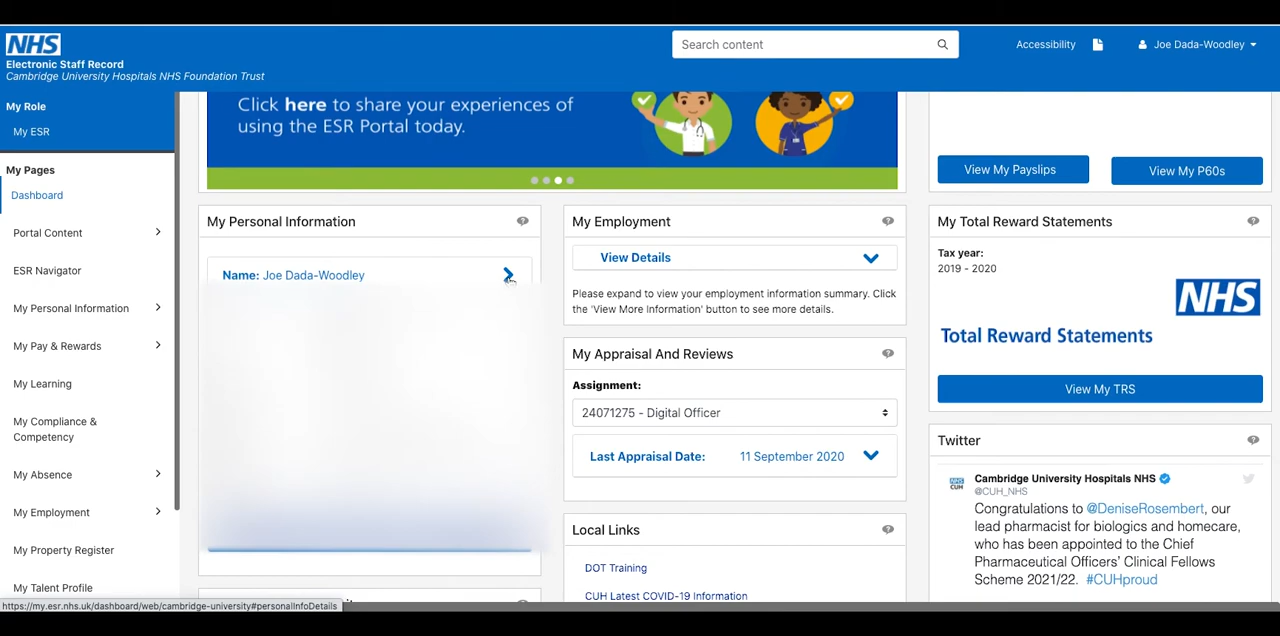 NHS
Electronic Staff Record
Cambridge University Hospitals NHS Foundation Trust
Search content
Accessibility
Joe Dada-Woodley
My Role
My ESR
My Pages
Dashboard
Portal Content
ESR Navigator
My Personal Information
My Pay & Rewards
My Learning
My Compliance &
Competency
My Absence
My Employment
My Property Register
My Talent Profile
Click here to share your experiences of
using the ESR Portal today.
View My Payslips
View My P60s
My Personal Information
Name: Joe Dada-Woodley
My Employment
View Details
Please expand to view your employment information summary. Click
the 'View More Information' button to see more details.
My Appraisal And Reviews
Assignment:
24071275 - Digital Officer
Last Appraisal Date: 11 September 2020
Local Links
DOT Training
CUH Latest COVID-19 Information
My Total Reward Statements
Tax year:
2019 - 2020
NHS
Total Reward Statements
View My TRS
Twitter
NHS
CUH
Cambridge University Hospitals NHS
@CUH_NHS
Congratulations to @DeniseRosembert, our
lead pharmacist for biologics and homecare,
who has been appointed to the Chief
Pharmaceutical Officers' Clinical Fellows
Scheme 2021/22. #CUHproud
https://my.esr.nhs.uk/dashboard/web/cambridge-university#personalInfoDetails